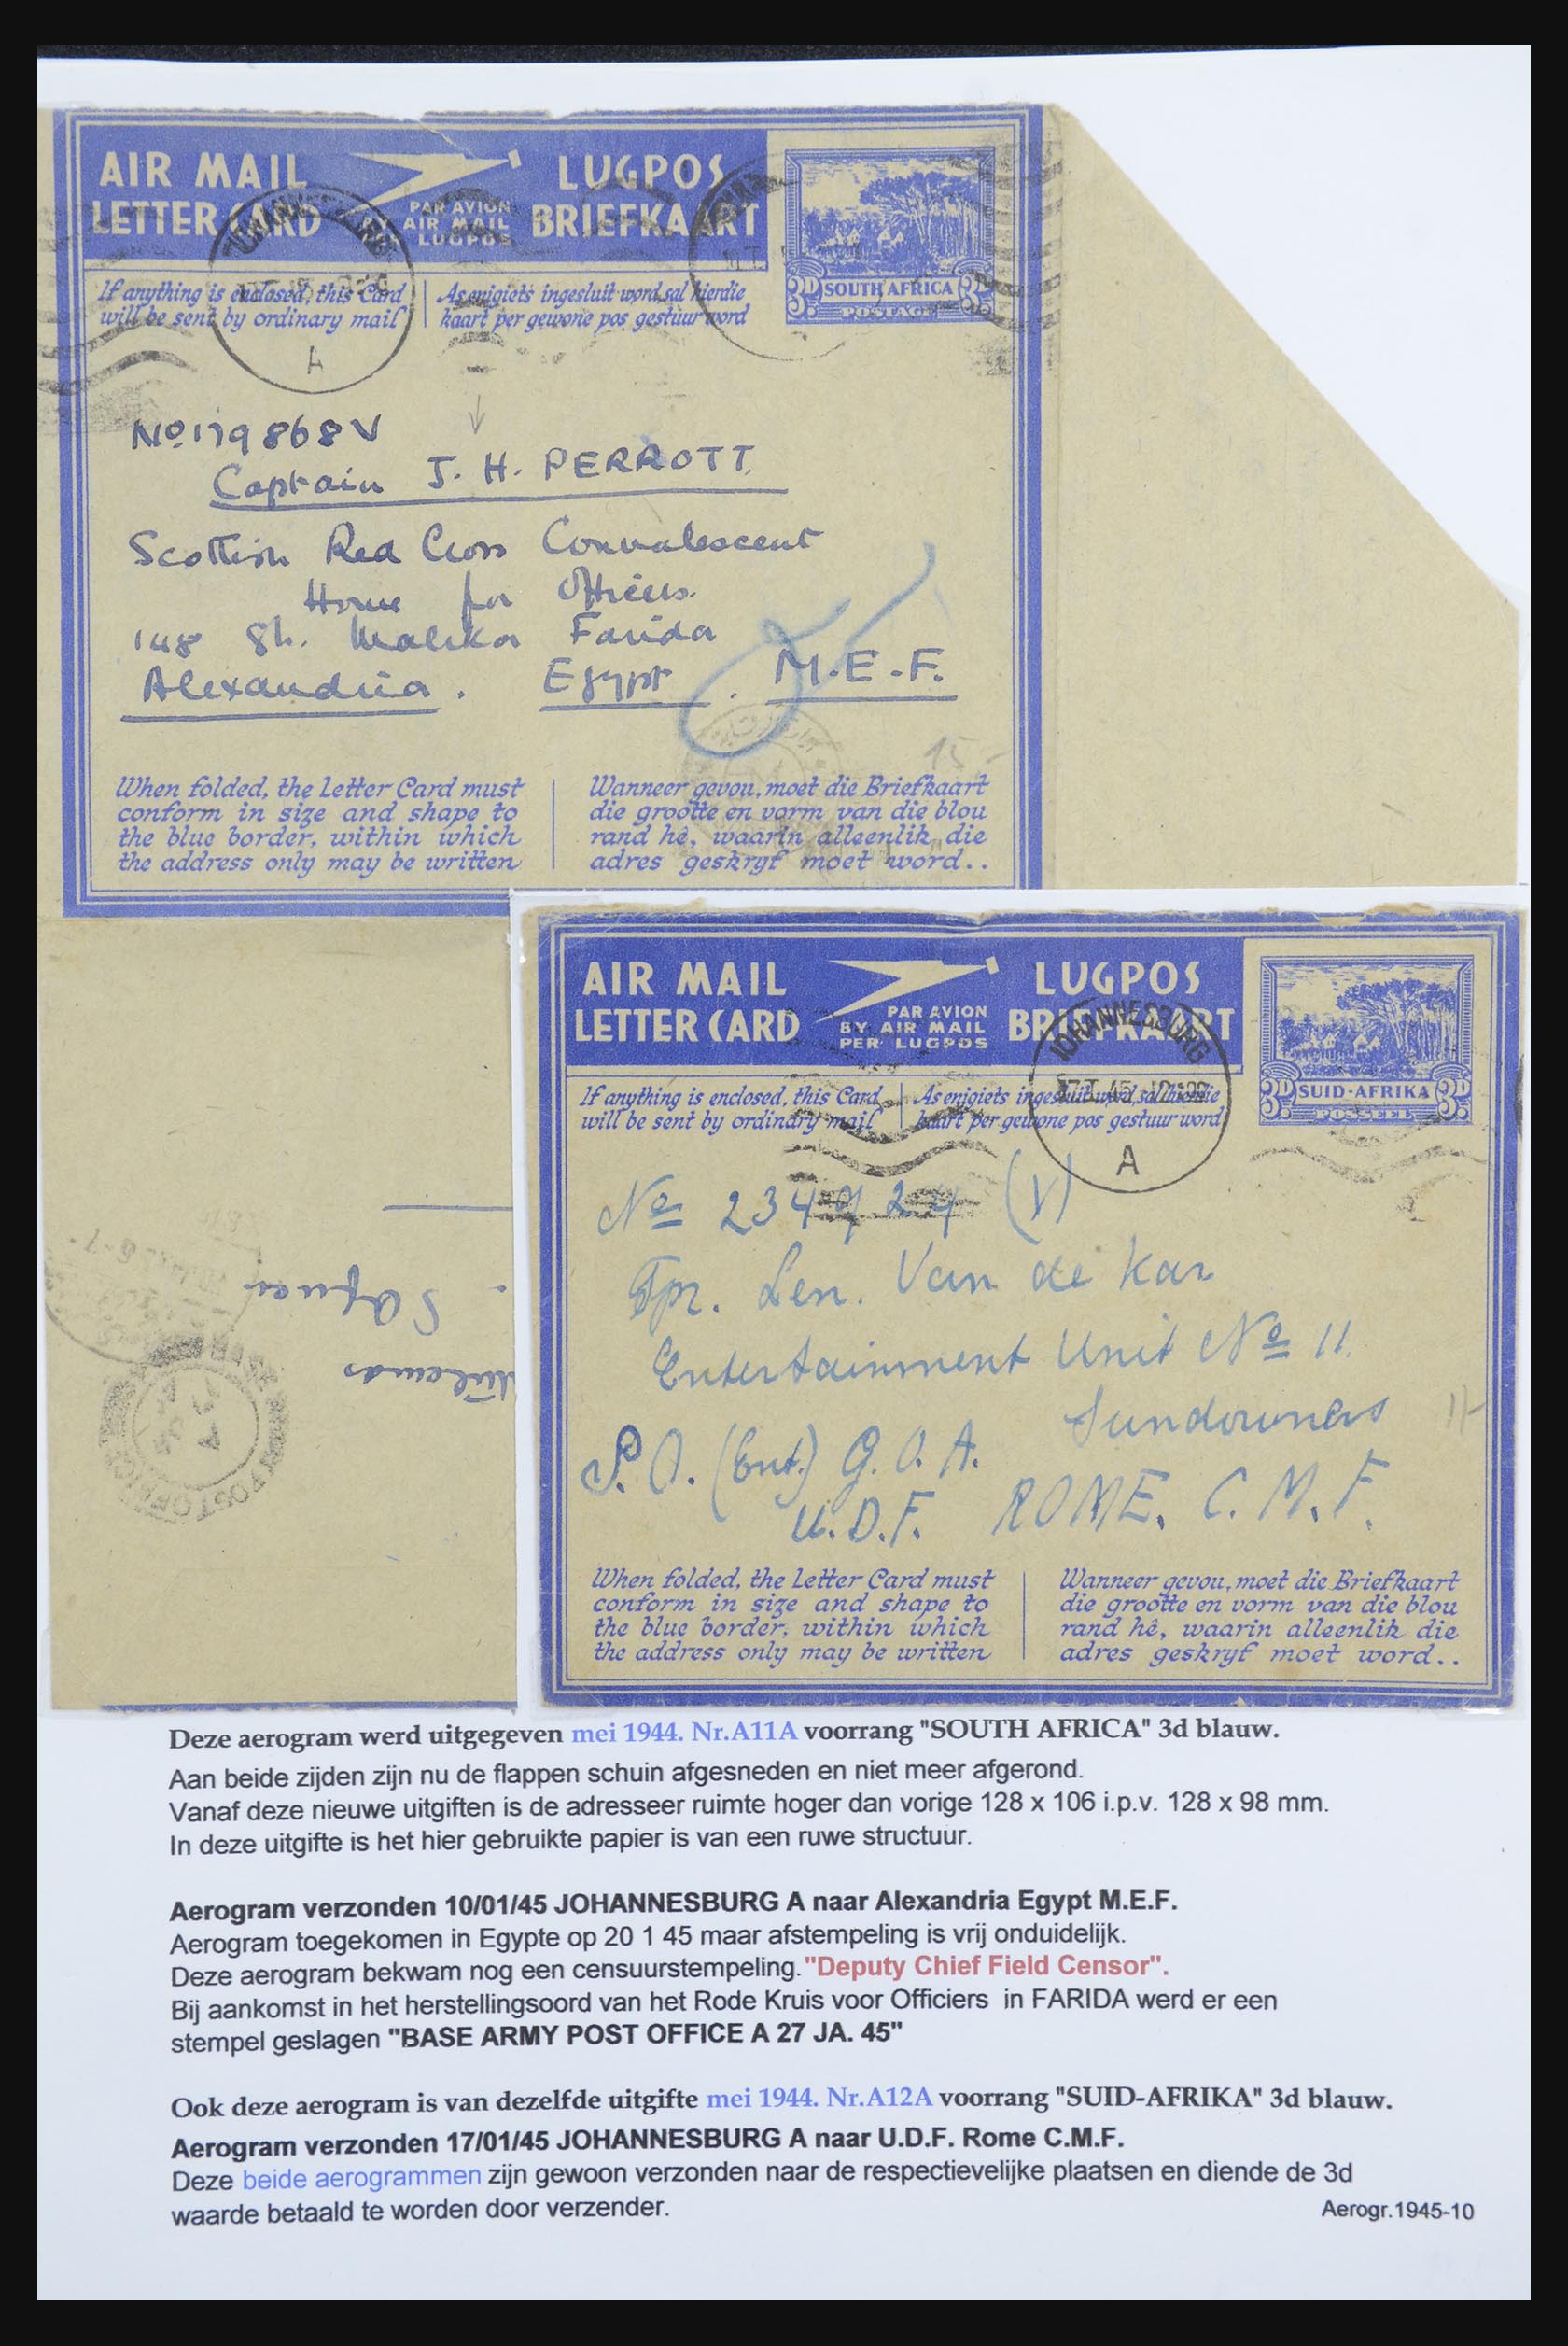 AIR MAIL
LETTER CARD
PAR AVION
BY AIR MAIL
LUGPOS
LUGPOS
BRIEFKAART
SOUTH AFRICA
POSTAGE
3D 3D
JOHANNESBURG
A
If anything is enclosed, this Card
will be sent by ordinary mail
As enigiets ingesluit word, sal hierdie
kaart per gewone pos gestuur word
No 179868V
Captain J. H. PERROTT.
Scottish Red Cross Convalescent
Home for Officers.
148 Sh. Malika Farida
Alexandria. Egypt. M.E.F.
15.-
When folded, the Letter Card must
conform in size and shape to
the blue border, within which
the address only may be written
Wanneer gevou, moet die Briefkaart
die grootte en vorm van die blou
rand hê, waarin alleenlik die
adres geskryf moet word..
POST OFFICE
A
AIR MAIL
LETTER CARD
PAR AVION
BY AIR MAIL
PER LUGPOS
LUGPOS
BRIEFKAART
SUID-AFRIKA
POSSEEL
3D 3D
JOHANNESBURG
A
If anything is enclosed, this Card
will be sent by ordinary mail
As enigiets ingesluit word, sal hierdie
kaart per gewone pos gestuur word
No 234924 (V)
Tpr. Len. Van de Kar
Entertainment Unit No 11.
Sundowners
S.O. (Ent.) G.O.A.
U.D.F. ROME. C.M.F.
When folded, the Letter Card must
conform in size and shape to
the blue border, within which
the address only may be written
Wanneer gevou, moet die Briefkaart
die grootte en vorm van die blou
rand hê, waarin alleenlik die
adres geskryf moet word..
Deze aerogram werd uitgegeven mei 1944. Nr.A11A voorrang "SOUTH AFRICA" 3d blauw.
Aan beide zijden zijn nu de flappen schuin afgesneden en niet meer afgerond.
Vanaf deze nieuwe uitgiften is de adresseer ruimte hoger dan vorige 128 x 106 i.p.v. 128 x 98 mm.
In deze uitgifte is het hier gebruikte papier is van een ruwe structuur.
Aerogram verzonden 10/01/45 JOHANNESBURG A naar Alexandria Egypt M.E.F.
Aerogram toegekomen in Egypte op 20 1 45 maar afstempeling is vrij onduidelijk.
Deze aerogram bekwam nog een censuurstempeling. "Deputy Chief Field Censor".
Bij aankomst in het herstellingsoord van het Rode Kruis voor Officiers in FARIDA werd er een
stempel geslagen "BASE ARMY POST OFFICE A 27 JA. 45"
Ook deze aerogram is van dezelfde uitgifte mei 1944. Nr.A12A voorrang "SUID-AFRIKA" 3d blauw.
Aerogram verzonden 17/01/45 JOHANNESBURG A naar U.D.F. Rome C.M.F.
Deze beide aerogrammen zijn gewoon verzonden naar de respectievelijke plaatsen en diende de 3d
waarde betaald te worden door verzender.
Aerogr.1945-10